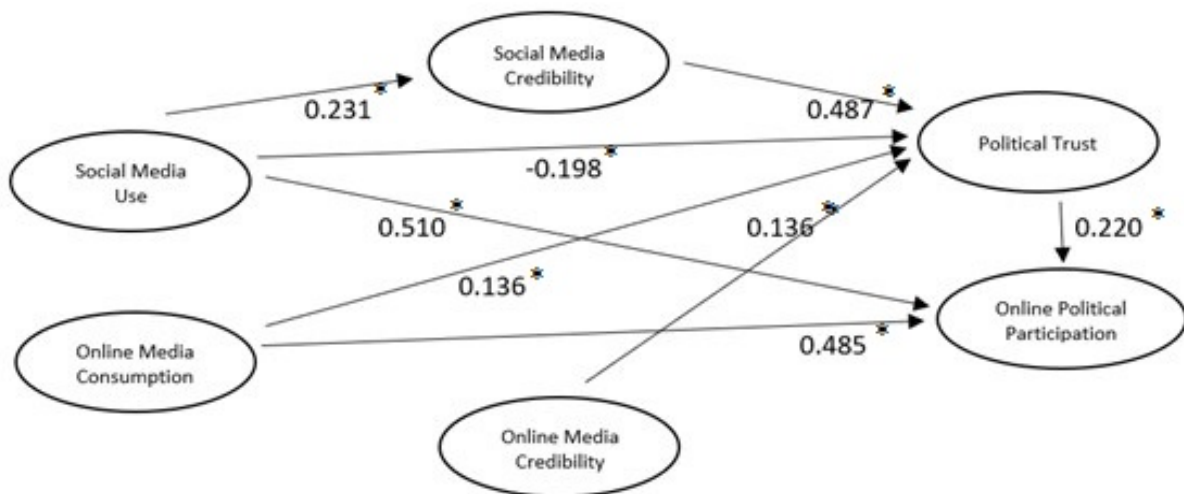 Social Media
Credibility
0.231*
0.487*
Social Media
Use
Political Trust
-0.198*
0.510*
0.136*
0.220*
0.136*
Online Political
Participation
0.485*
Online Media
Consumption
Online Media
Credibility